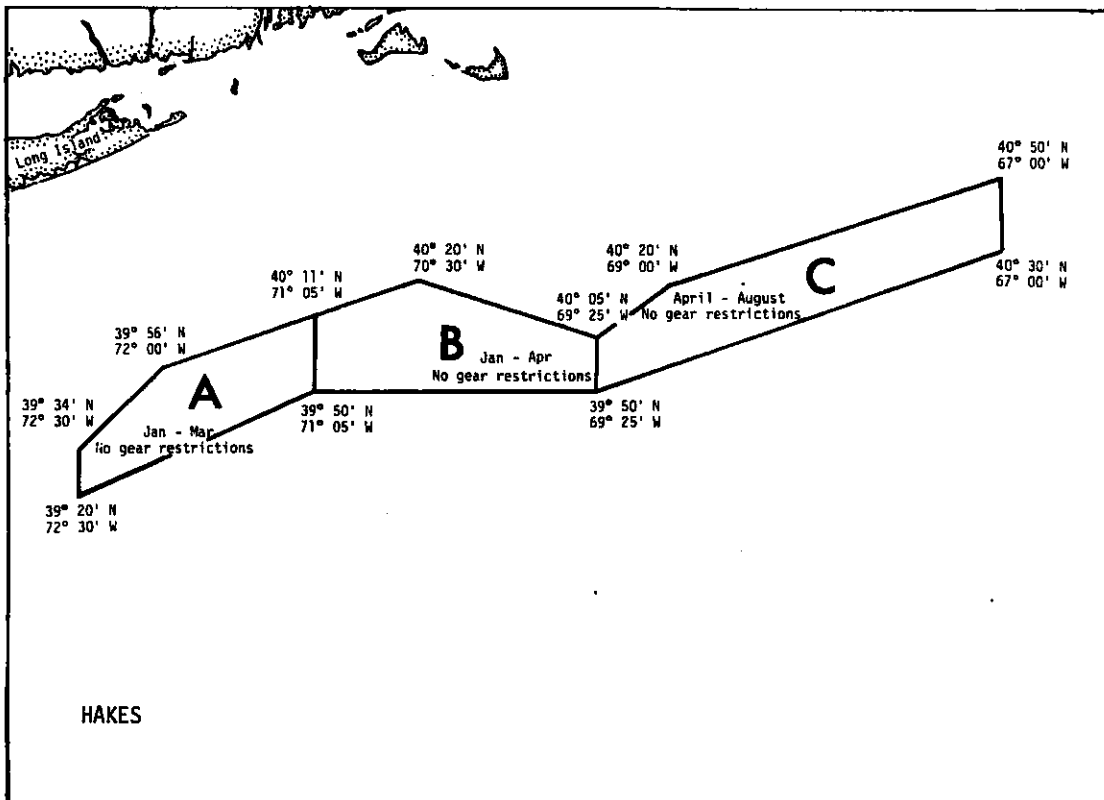 Long Island
40° 50' N
67° 00' W
40° 20' N
70° 30' W
40° 20' N
69° 00' W
40° 11' N
71° 05' W
40° 30' N
67° 00' W
C
40° 05' N
69° 25' W
April - August
No gear restrictions
39° 56' N
72° 00' W
B
Jan - Apr
No gear restrictions
A
39° 34' N
72° 30' W
39° 50' N
71° 05' W
39° 50' N
69° 25' W
Jan - Mar
No gear restrictions
39° 20' N
72° 30' W
HAKES